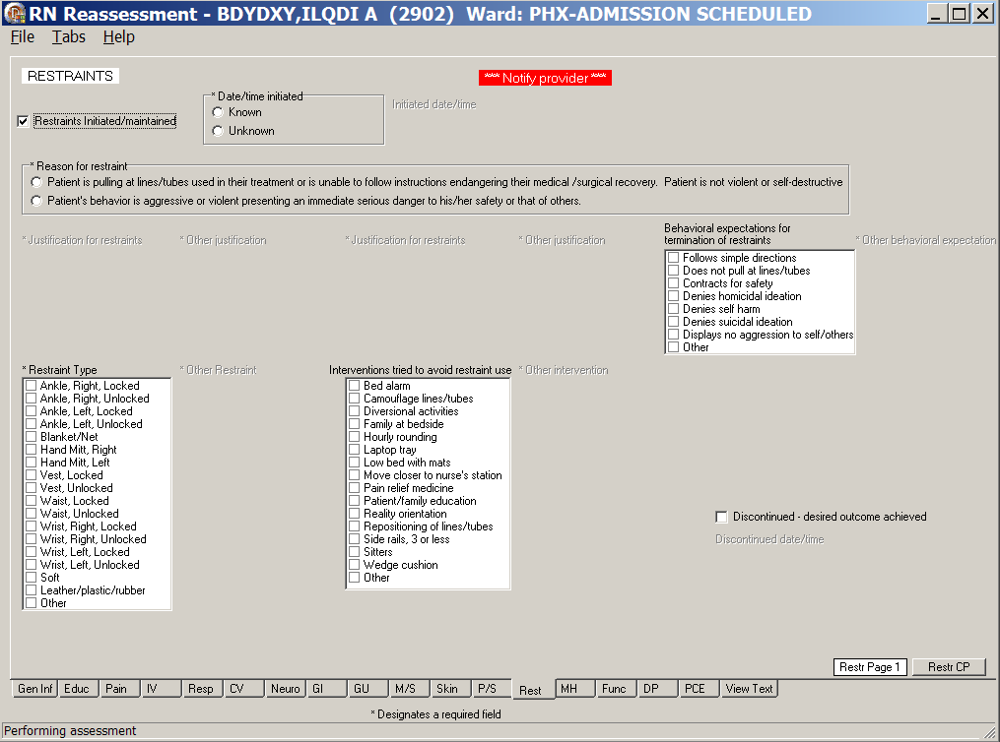 RN Reassessment - BDYDXY,ILQDI A (2902) Ward: PHX-ADMISSION SCHEDULED
File Tabs Help
RESTRAINTS
*** Notify provider ***
Restraints Initiated/maintained
* Date/time initiated
Known
Unknown
Initiated date/time
* Reason for restraint
Patient is pulling at lines/tubes used in their treatment or is unable to follow instructions endangering their medical /surgical recovery. Patient is not violent or self-destructive
Patient's behavior is aggressive or violent presenting an immediate serious danger to his/her safety or that of others.
* Justification for restraints
* Other justification
* Justification for restraints
* Other justification
Behavioral expectations for
termination of restraints
* Other behavioral expectation
Follows simple directions
Does not pull at lines/tubes
Contracts for safety
Denies homicidal ideation
Denies self harm
Denies suicidal ideation
Displays no aggression to self/others
Other
* Restraint Type
* Other Restraint
Ankle, Right, Locked
Ankle, Right, Unlocked
Ankle, Left, Locked
Ankle, Left, Unlocked
Blanket/Net
Hand Mitt, Right
Hand Mitt, Left
Vest, Locked
Vest, Unlocked
Waist, Locked
Waist, Unlocked
Wrist, Right, Locked
Wrist, Right, Unlocked
Wrist, Left, Locked
Wrist, Left, Unlocked
Soft
Leather/plastic/rubber
Other
Interventions tried to avoid restraint use
* Other intervention
Bed alarm
Camouflage lines/tubes
Diversional activities
Family at bedside
Hourly rounding
Laptop tray
Low bed with mats
Move closer to nurse's station
Pain relief medicine
Patient/family education
Reality orientation
Repositioning of lines/tubes
Side rails, 3 or less
Sitters
Wedge cushion
Other
Discontinued - desired outcome achieved
Discontinued date/time
Restr Page 1 Restr CP
Gen Inf Educ Pain IV Resp CV Neuro GI GU M/S Skin P/S Rest MH Func DP PCE View Text
* Designates a required field
Performing assessment